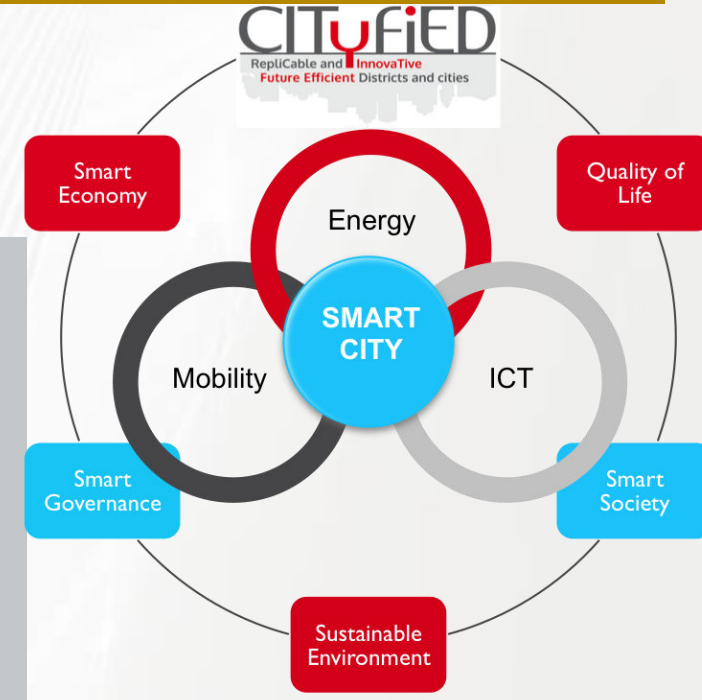 CITyFiED
RepliCable and InnovaTive
Future Efficient Districts and cities
Smart
Economy
Quality of
Life
Energy
SMART
CITY
Mobility
ICT
Smart
Governance
Smart
Society
Sustainable
Environment